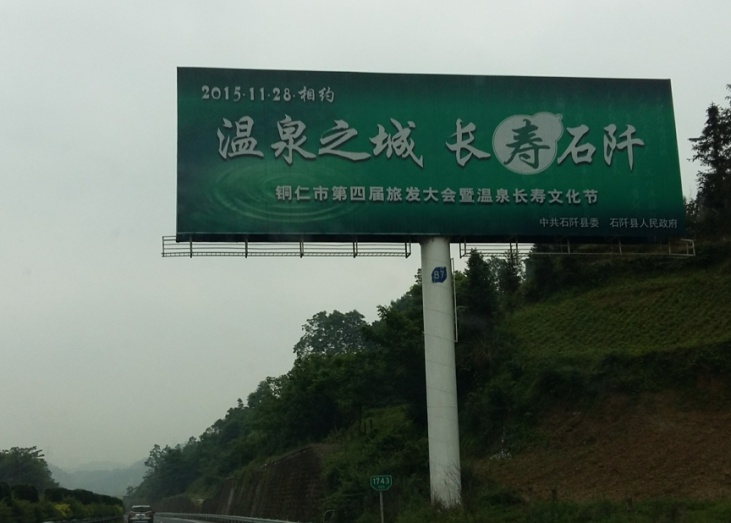 2015·11·28·相约
温泉之城 长寿石阡
铜仁市第四届旅发大会暨温泉长寿文化节
中共石阡县委 石阡县人民政府
1743